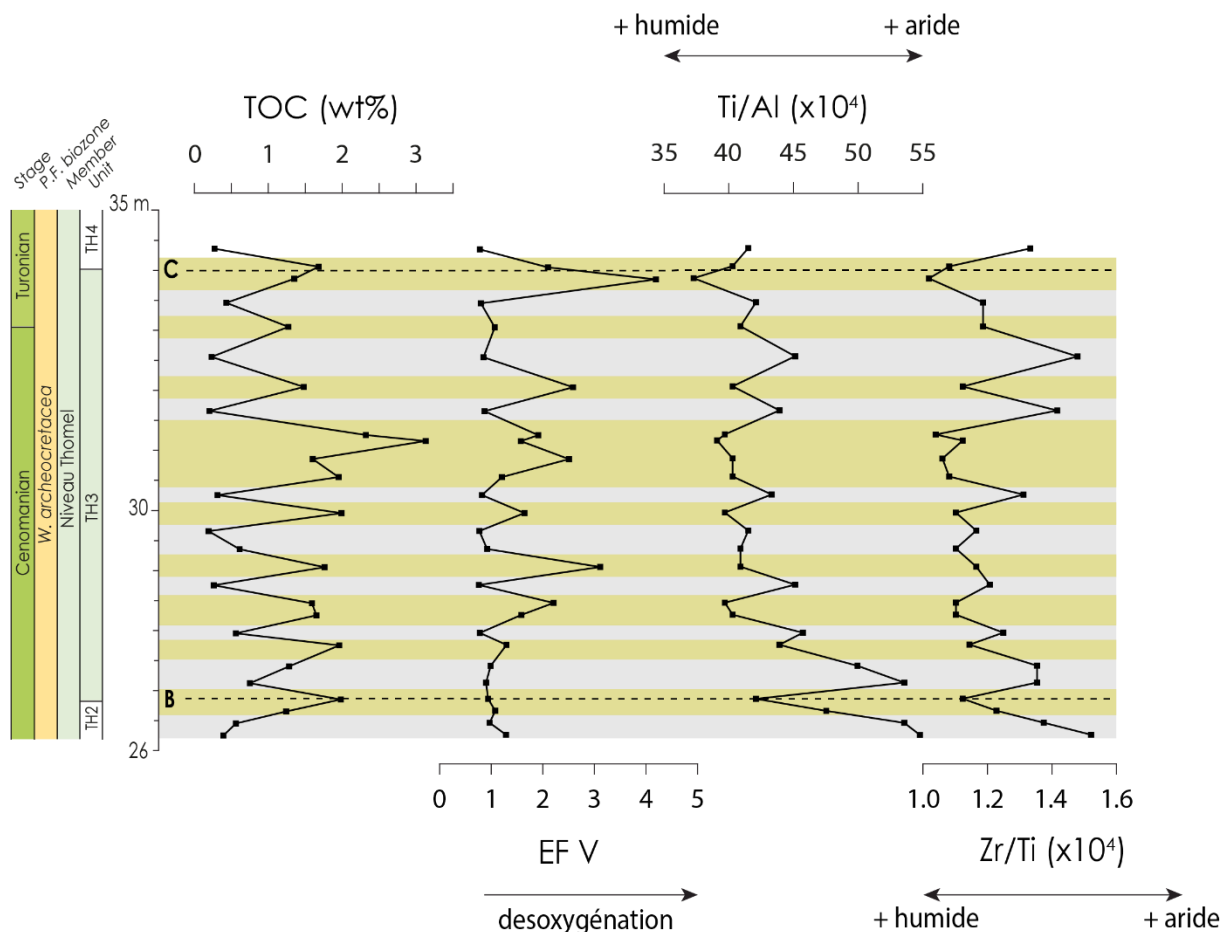 + humide + aride
TOC (wt%) Ti/Al (x10⁴)
0 1 2 3 35 40 45 50 55
Stage
P.F. biozone
Member
Unit
35 m
30
26
Turonian
Cenomanian
W. archeocretacea
Niveau Thomel
TH4
TH3
TH2
C
B
0 1 2 3 4 5 1.0 1.2 1.4 1.6
EF V Zr/Ti (x10⁴)
desoxygénation + humide + aride